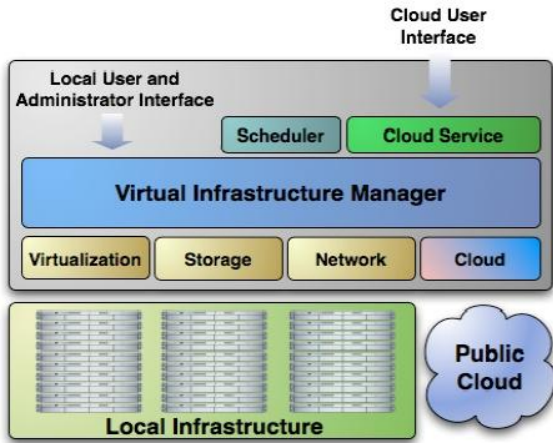 Cloud User
Interface
Local User and
Administrator Interface
Scheduler
Cloud Service
Virtual Infrastructure Manager
Virtualization
Storage
Network
Cloud
Public
Cloud
Local Infrastructure